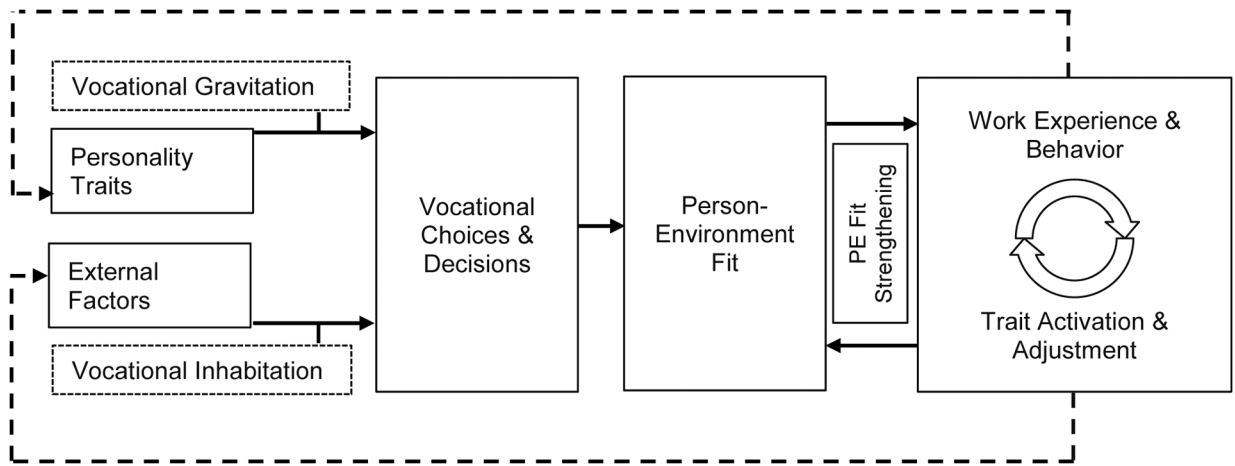 Vocational Gravitation
Personality
Traits
External
Factors
Vocational Inhabitation
Vocational
Choices &
Decisions
Person-
Environment
Fit
PE Fit
Strengthening
Work Experience &
Behavior
Trait Activation &
Adjustment